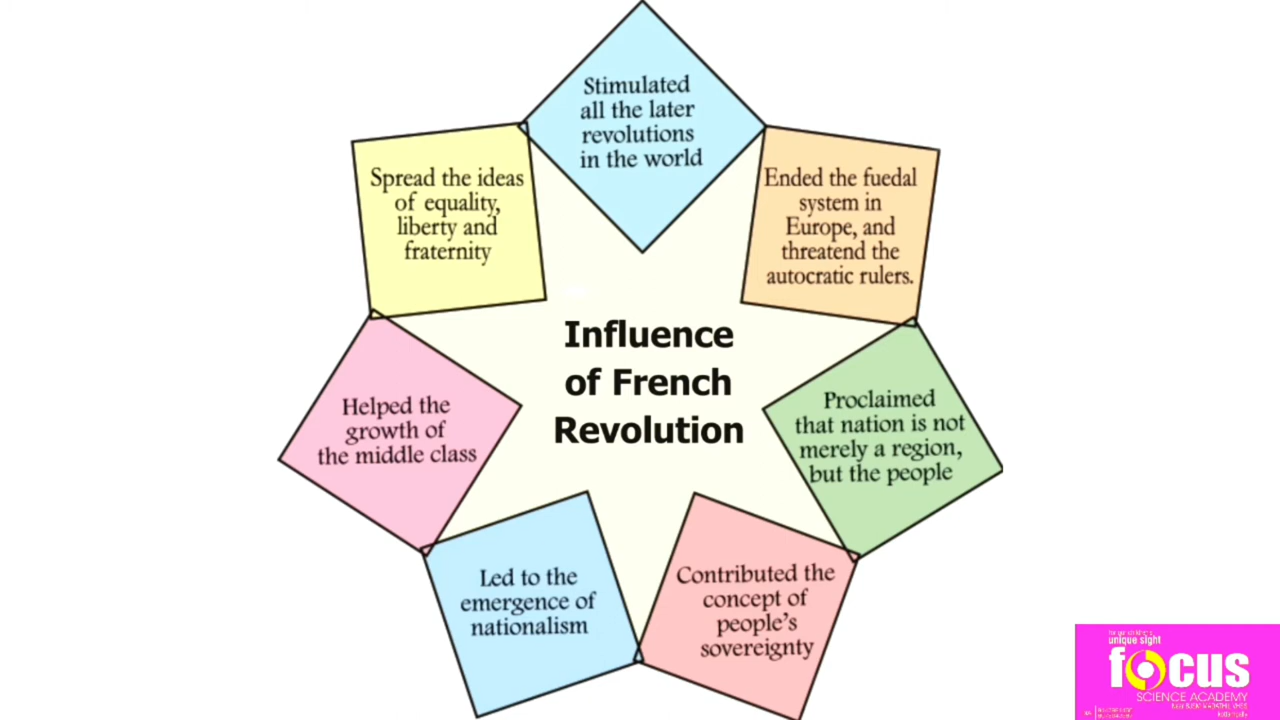 Stimulated
all the later
revolutions
in the world
Ended the fuedal
system in
Europe, and
threatend the
autocratic rulers.
Proclaimed
that nation is not
merely a region,
but the people
Contributed the
concept of
people's
sovereignty
Led to the
emergence of
nationalism
Helped the
growth of
the middle class
Spread the ideas
of equality,
liberty and
fraternity
Influence
of French
Revolution
unique sight
focus
SCIENCE ACADEMY